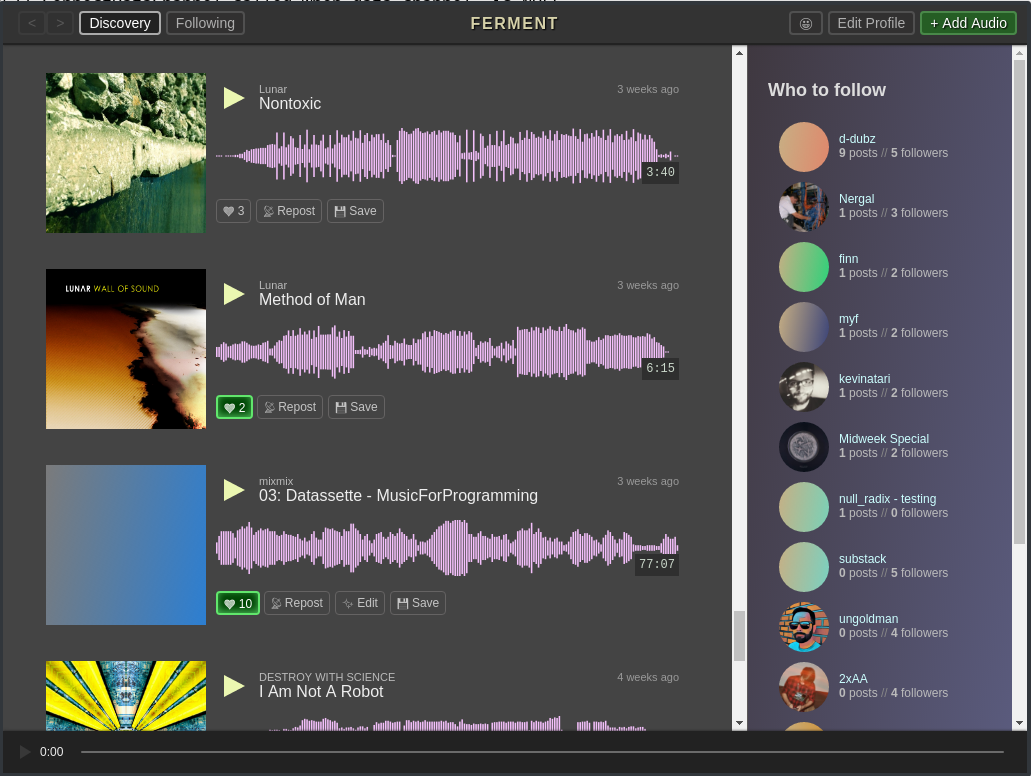 < > Discovery Following FERMENT Edit Profile + Add Audio
Lunar 3 weeks ago
Nontoxic
3:40
3 Repost Save
LUNAR WALL OF SOUND
Lunar 3 weeks ago
Method of Man
6:15
2 Repost Save
mixmix 3 weeks ago
03: Datassette - MusicForProgramming
77:07
10 Repost Edit Save
DESTROY WITH SCIENCE 4 weeks ago
I Am Not A Robot
Who to follow
d-dubz
9 posts // 5 followers
Nergal
1 posts // 3 followers
finn
1 posts // 2 followers
myf
1 posts // 2 followers
kevinatari
1 posts // 2 followers
Midweek Special
1 posts // 2 followers
null_radix - testing
1 posts // 0 followers
substack
0 posts // 5 followers
ungoldman
0 posts // 4 followers
2xAA
0 posts // 4 followers
0:00